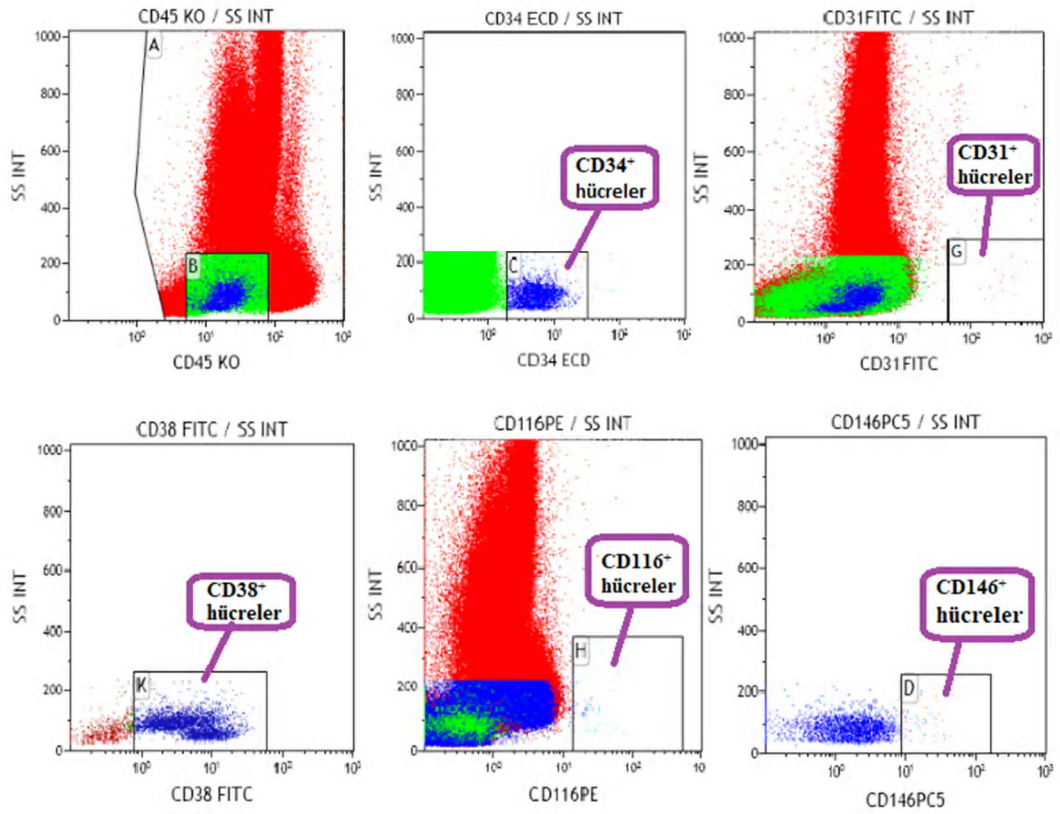 CD45 KO / SS INT
1000
800
600
400
200
0
SS INT
A
B
10⁰ 10¹ 10² 10³
CD45 KO
CD34 ECD / SS INT
1000
800
600
400
200
0
SS INT
C
CD34⁺
hücreler
10⁰ 10¹ 10² 10³
CD34 ECD
CD31FITC / SS INT
1000
800
600
400
200
0
SS INT
G
CD31⁺
hücreler
10⁰ 10¹ 10² 10³
CD31FITC
CD38 FITC / SS INT
1000
800
600
400
200
0
SS INT
K
CD38⁺
hücreler
10⁰ 10¹ 10² 10³
CD38 FITC
CD116PE / SS INT
1000
800
600
400
200
0
SS INT
H
CD116⁺
hücreler
10⁰ 10¹ 10² 10
CD116PE
CD146PC5 / SS INT
1000
800
600
400
200
0
SS INT
D
CD146⁺
hücreler
10⁰ 10¹ 10² 10³
CD146PC5